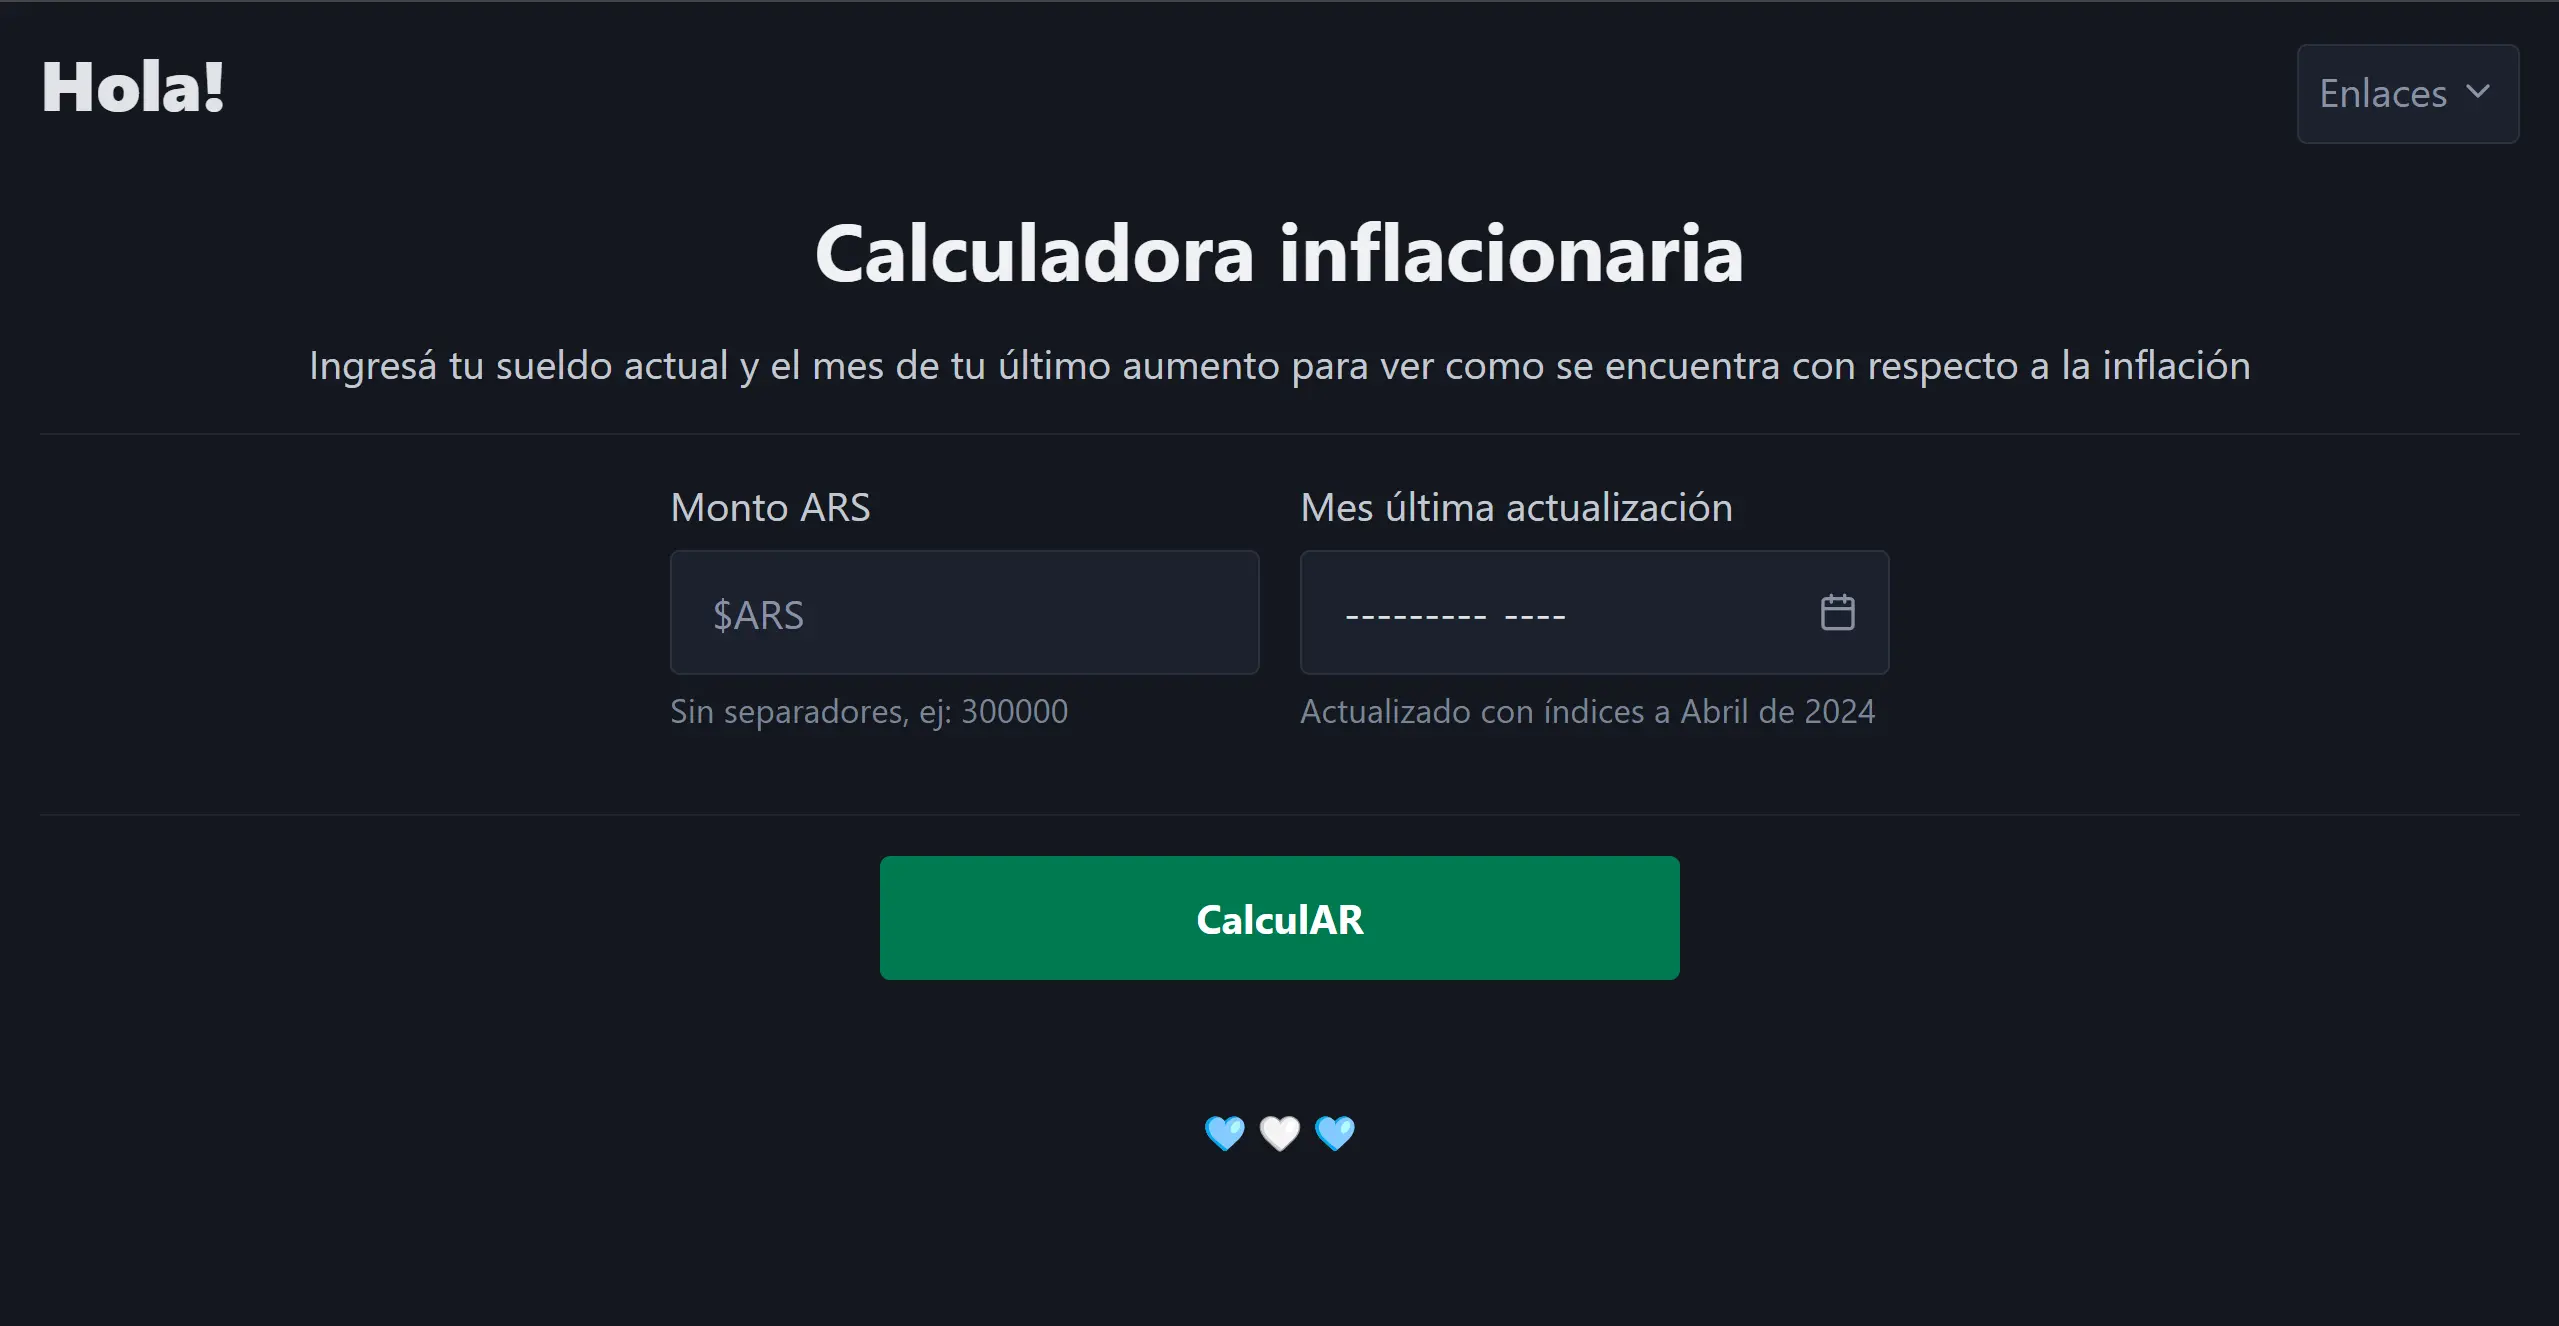 Hola!
Enlaces
Calculadora inflacionaria
Ingresá tu sueldo actual y el mes de tu último aumento para ver como se encuentra con respecto a la inflación
Monto ARS
Mes última actualización
$ARS
--------- ----
Sin separadores, ej: 300000
Actualizado con índices a Abril de 2024
CalculAR
🩵 🤍 🩵